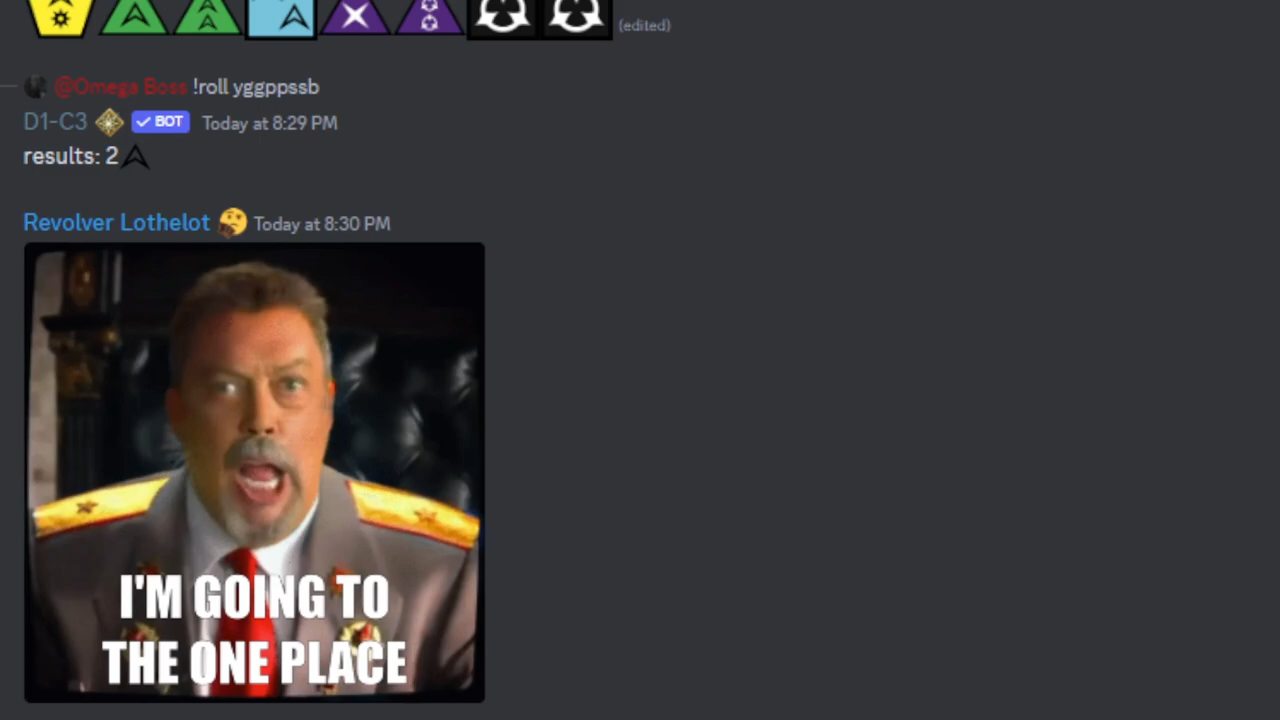 (edited)
@Omega Boss !roll yggppssb
D1-C3 BOT Today at 8:29 PM
results: 2
Revolver Lothelot Today at 8:30 PM
I'M GOING TO
THE ONE PLACE